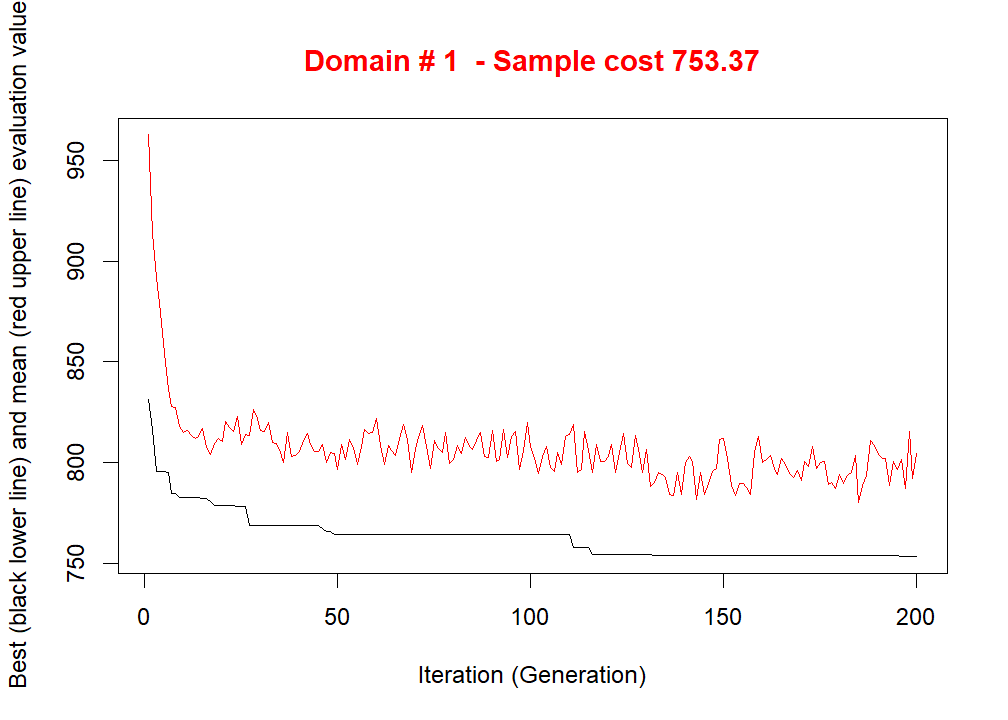 Domain # 1  - Sample cost 753.37
Best (black lower line) and mean (red upper line) evaluation value
950
900
850
800
750
0 50 100 150 200
Iteration (Generation)